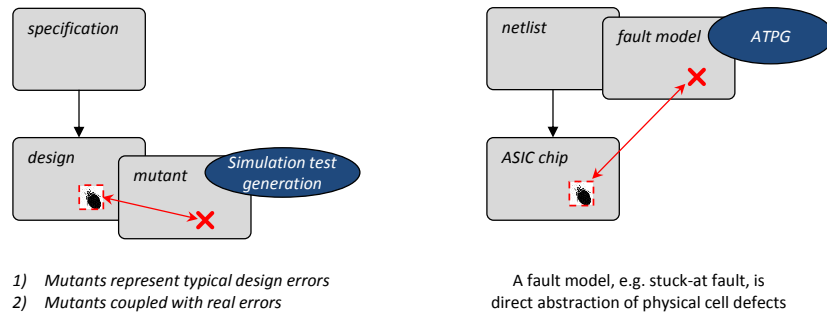 specification
design
mutant
Simulation test
generation
1) Mutants represent typical design errors
2) Mutants coupled with real errors
netlist
fault model
ATPG
ASIC chip
A fault model, e.g. stuck-at fault, is
direct abstraction of physical cell defects